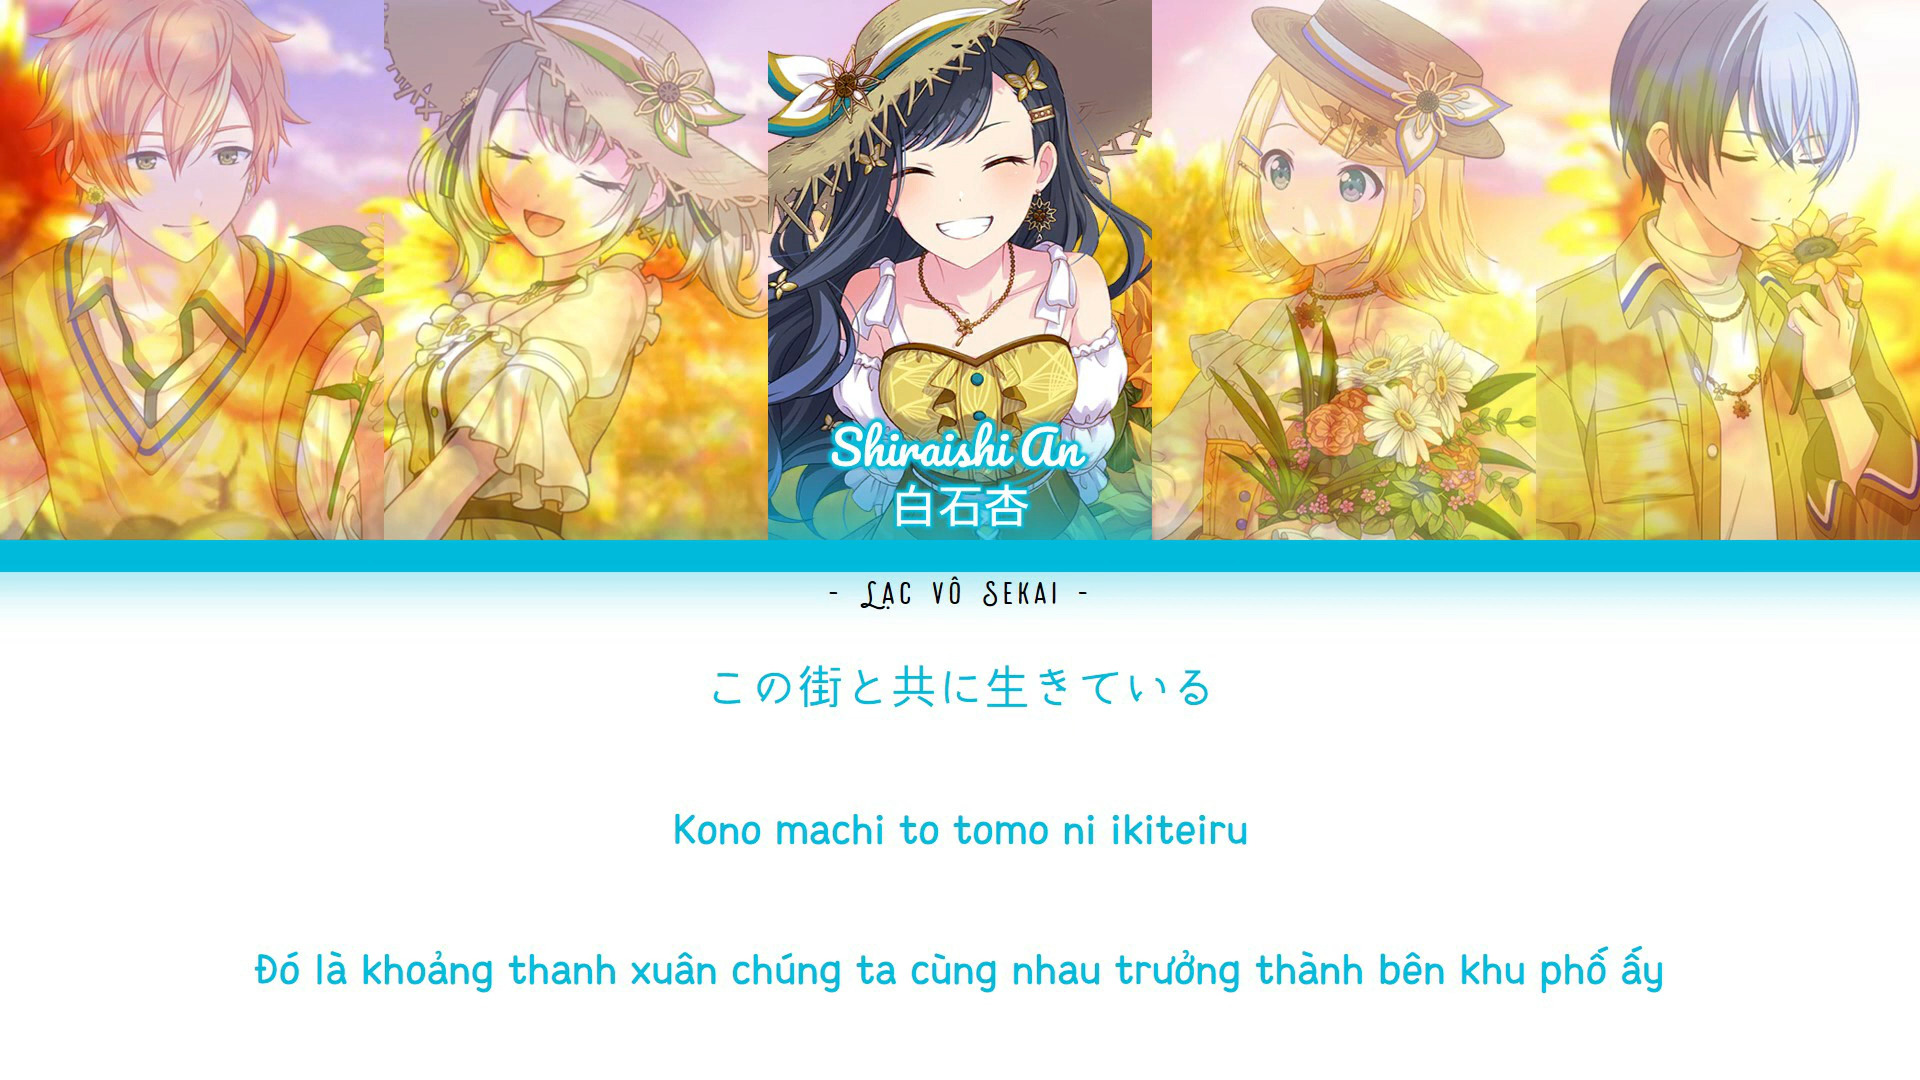 Shiraishi An
白石杏
- Lạc vô Sekai -
この街と共に生きている
Kono machi to tomo ni ikiteiru
Đó là khoảng thanh xuân chúng ta cùng nhau trưởng thành bên khu phố ấy